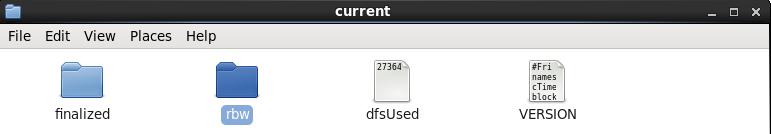 current
File Edit View Places Help
27364
#Fri
names
cTime
block
finalized rbw dfsUsed VERSION